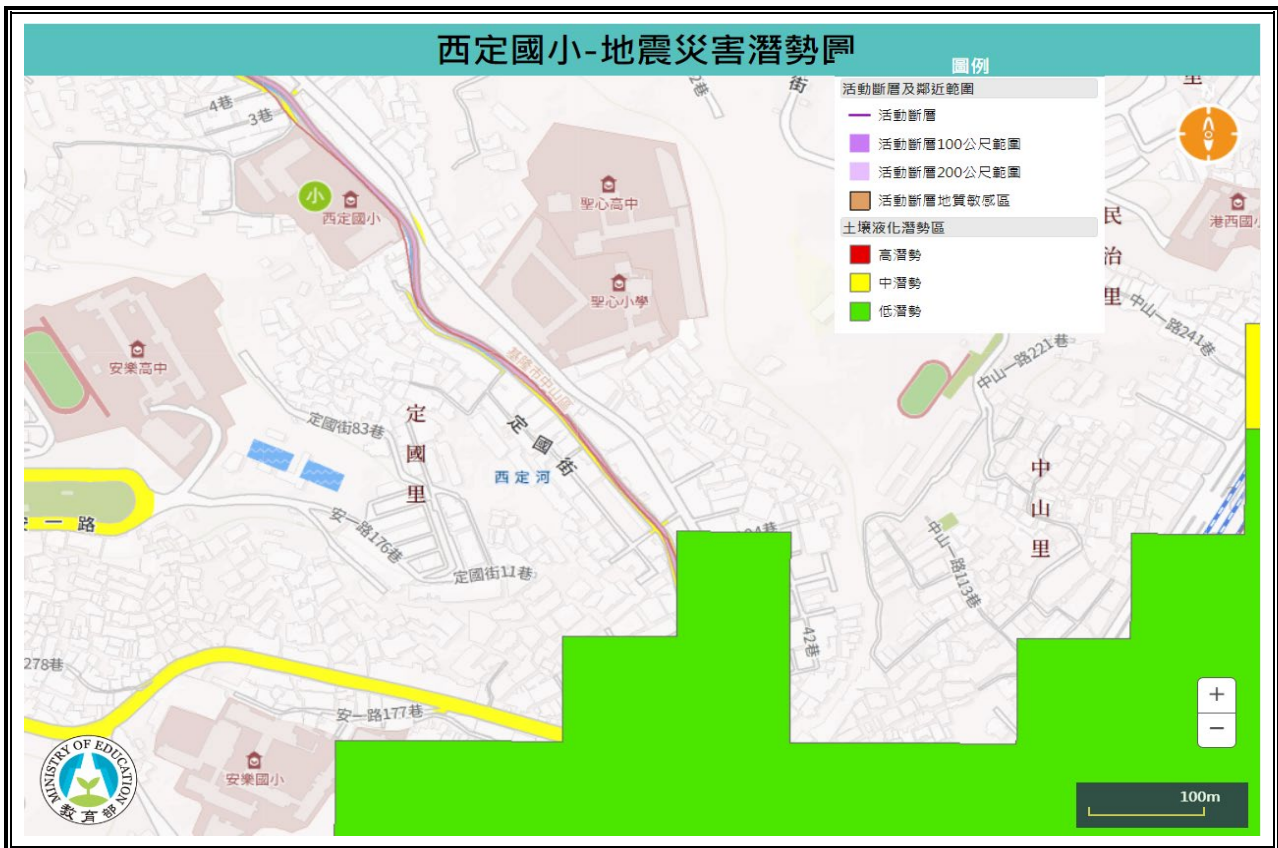 西定國小-地震災害潛勢圖
圖例
活動斷層及鄰近範圍
活動斷層
活動斷層100公尺範圍
活動斷層200公尺範圍
活動斷層地質敏感區
土壤液化潛勢區
高潛勢
中潛勢
低潛勢
4巷
3巷
2巷
街
里
小
西定國小
聖心高中
聖心小學
民治里
港西國小
中山一路241巷
中山一路221巷
安樂高中
基隆市中山區
定國街83巷
定國里
定國街
西定河
中山里
安一路
安一路176巷
定國街11巷
中山一路113巷
42巷
278巷
安一路177巷
安樂國小
MINISTRY OF EDUCATION
教育部
+
−
100m